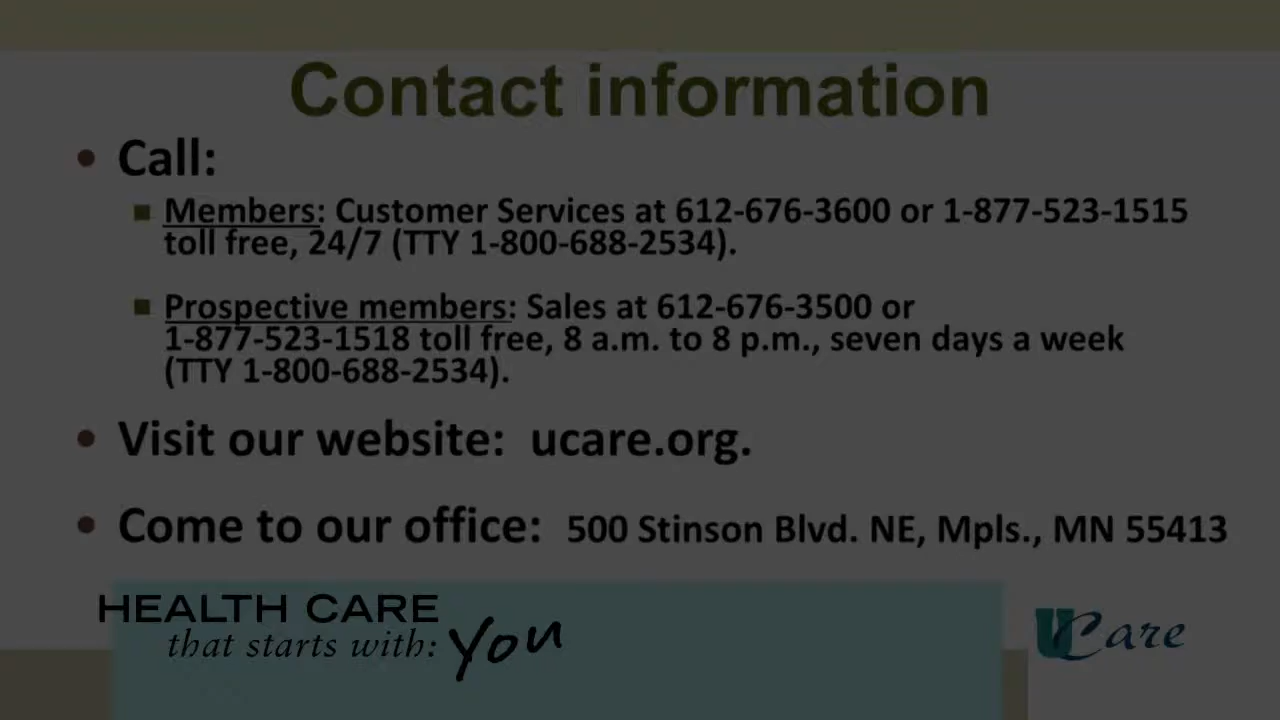 Contact information
• Call:
▪ Members: Customer Services at 612-676-3600 or 1-877-523-1515
toll free, 24/7 (TTY 1-800-688-2534).
▪ Prospective members: Sales at 612-676-3500 or
1-877-523-1518 toll free, 8 a.m. to 8 p.m., seven days a week
(TTY 1-800-688-2534).
• Visit our website: ucare.org.
• Come to our office: 500 Stinson Blvd. NE, Mpls., MN 55413
HEALTH CARE
that starts with: You
UCare